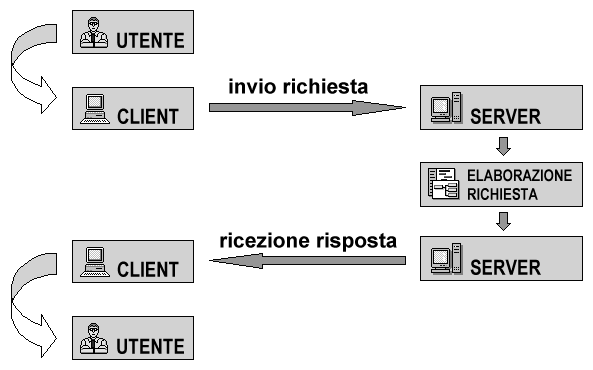 UTENTE
CLIENT
invio richiesta
SERVER
ELABORAZIONE
RICHIESTA
ricezione risposta
CLIENT
SERVER
UTENTE